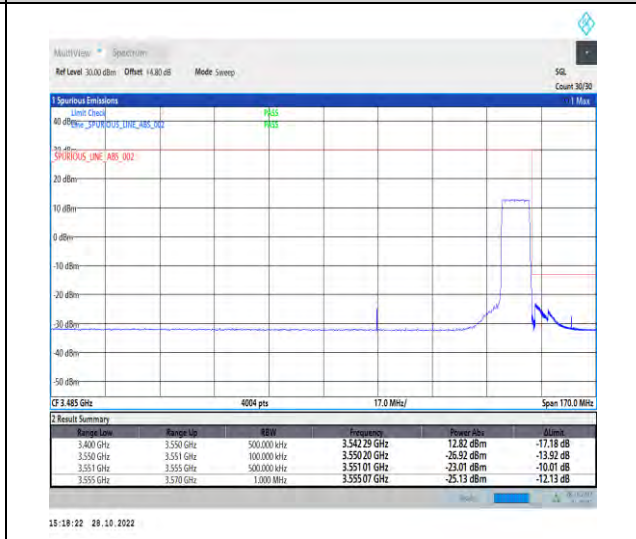 MultiView Spectrum
Ref Level 30.00 dBm Offset 14.80 dB Mode Sweep SGL
Count 30/30
1 Spurious Emissions 1 Max
Limit Check PASS
40 dBm Line _SPURIOUS_LINE_ABS_002 PASS
_SPURIOUS_LINE_ABS_002
20 dBm
10 dBm
0 dBm
-10 dBm
-20 dBm
-30 dBm
-40 dBm
-50 dBm
CF 3.485 GHz 4004 pts 17.0 MHz/ Span 170.0 MHz
2 Result Summary
Range Low Range Up RBW Frequency Power Abs ΔLimit
3.400 GHz 3.550 GHz 500.000 kHz 3.542 29 GHz 12.82 dBm -17.18 dB
3.550 GHz 3.551 GHz 100.000 kHz 3.550 20 GHz -26.92 dBm -13.92 dB
3.551 GHz 3.555 GHz 500.000 kHz 3.551 01 GHz -23.01 dBm -10.01 dB
3.555 GHz 3.570 GHz 1.000 MHz 3.555 07 GHz -25.13 dBm -12.13 dB
15:18:22 28.10.2022